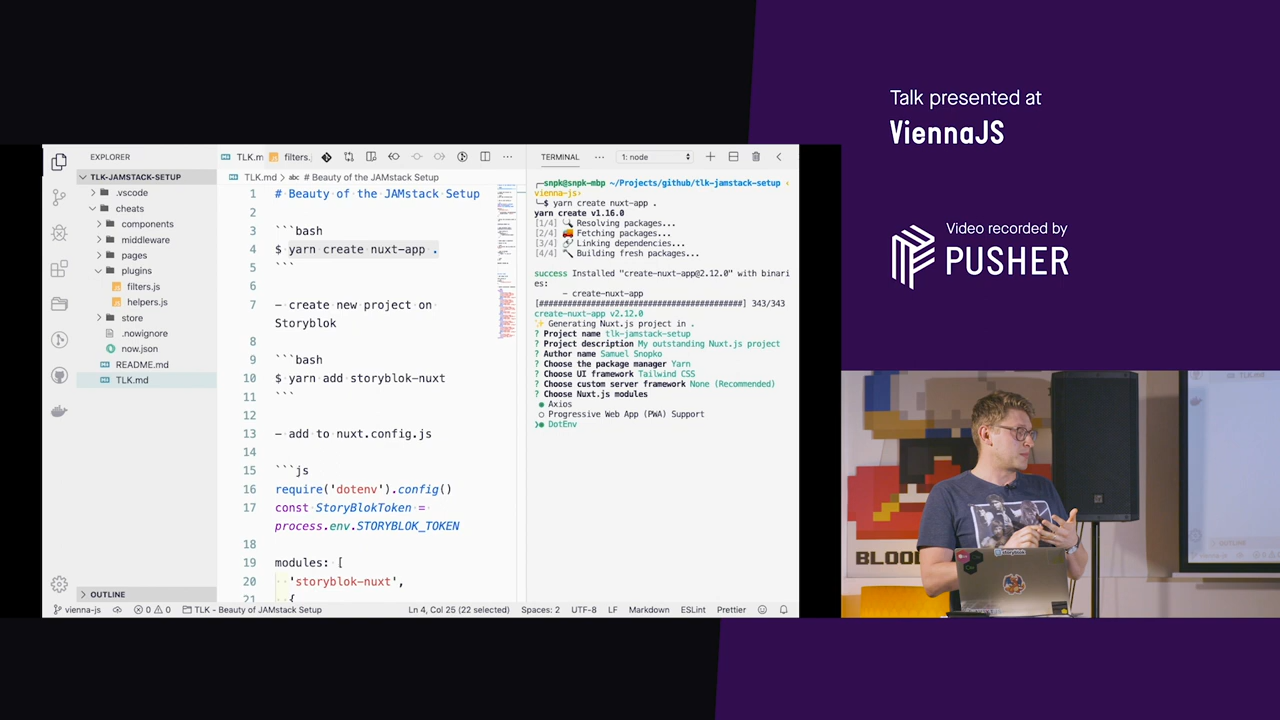 Talk presented at
ViennaJS
Video recorded by
PUSHER
EXPLORER
TLK-JAMSTACK-SETUP
.vscode
cheats
components
middleware
pages
plugins
filters.js
helpers.js
store
.nowignore
now.json
README.md
TLK.md
OUTLINE
TLK.m
filters.j
TLK.md › abc # Beauty of the JAMstack Setup
1 # Beauty of the JAMstack Setup
2
3 ```bash
4 $ yarn create nuxt-app .
5 ```
6
7 - create new project on
Storyblok
8
9 ```bash
10 $ yarn add storyblok-nuxt
11 ```
12
13 - add to nuxt.config.js
14
15 ```js
16 require('dotenv').config()
17 const StoryBlokToken =
process.env.STORYBLOK_TOKEN
18
19 modules: [
20 'storyblok-nuxt',
21 {
TERMINAL ··· 1: node
╭─snpk@snpk-mbp ~/Projects/github/tlk-jamstack-setup ‹
vienna-js›
╰─$ yarn create nuxt-app .
yarn create v1.16.0
[1/4] Resolving packages...
[2/4] Fetching packages...
[3/4] Linking dependencies...
[4/4] Building fresh packages...
success Installed "create-nuxt-app@2.12.0" with binari
es:
- create-nuxt-app
[##########################################] 343/343
create-nuxt-app v2.12.0
✨ Generating Nuxt.js project in .
? Project name tlk-jamstack-setup
? Project description My outstanding Nuxt.js project
? Author name Samuel Snopko
? Choose the package manager Yarn
? Choose UI framework Tailwind CSS
? Choose custom server framework None (Recommended)
? Choose Nuxt.js modules
● Axios
○ Progressive Web App (PWA) Support
❯● DotEnv
vienna-js 0 0 TLK - Beauty of JAMstack Setup Ln 4, Col 25 (22 selected) Spaces: 2 UTF-8 LF Markdown ESLint Prettier
BLOOD
storyblok